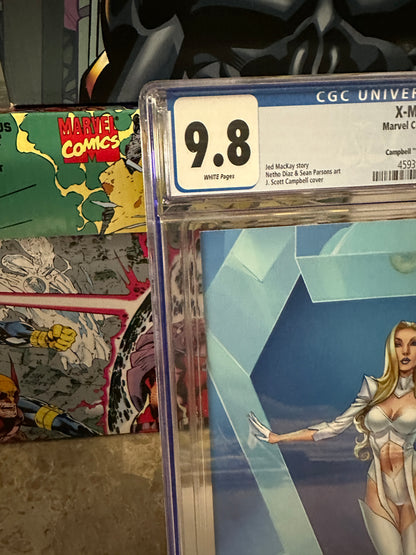 CGC UNIVER
X-M
Marvel C
Campbell "
4593
9.8
WHITE Pages
Jed MacKay story
Netho Diaz & Sean Parsons art
J. Scott Campbell cover
MARVEL
COMICS